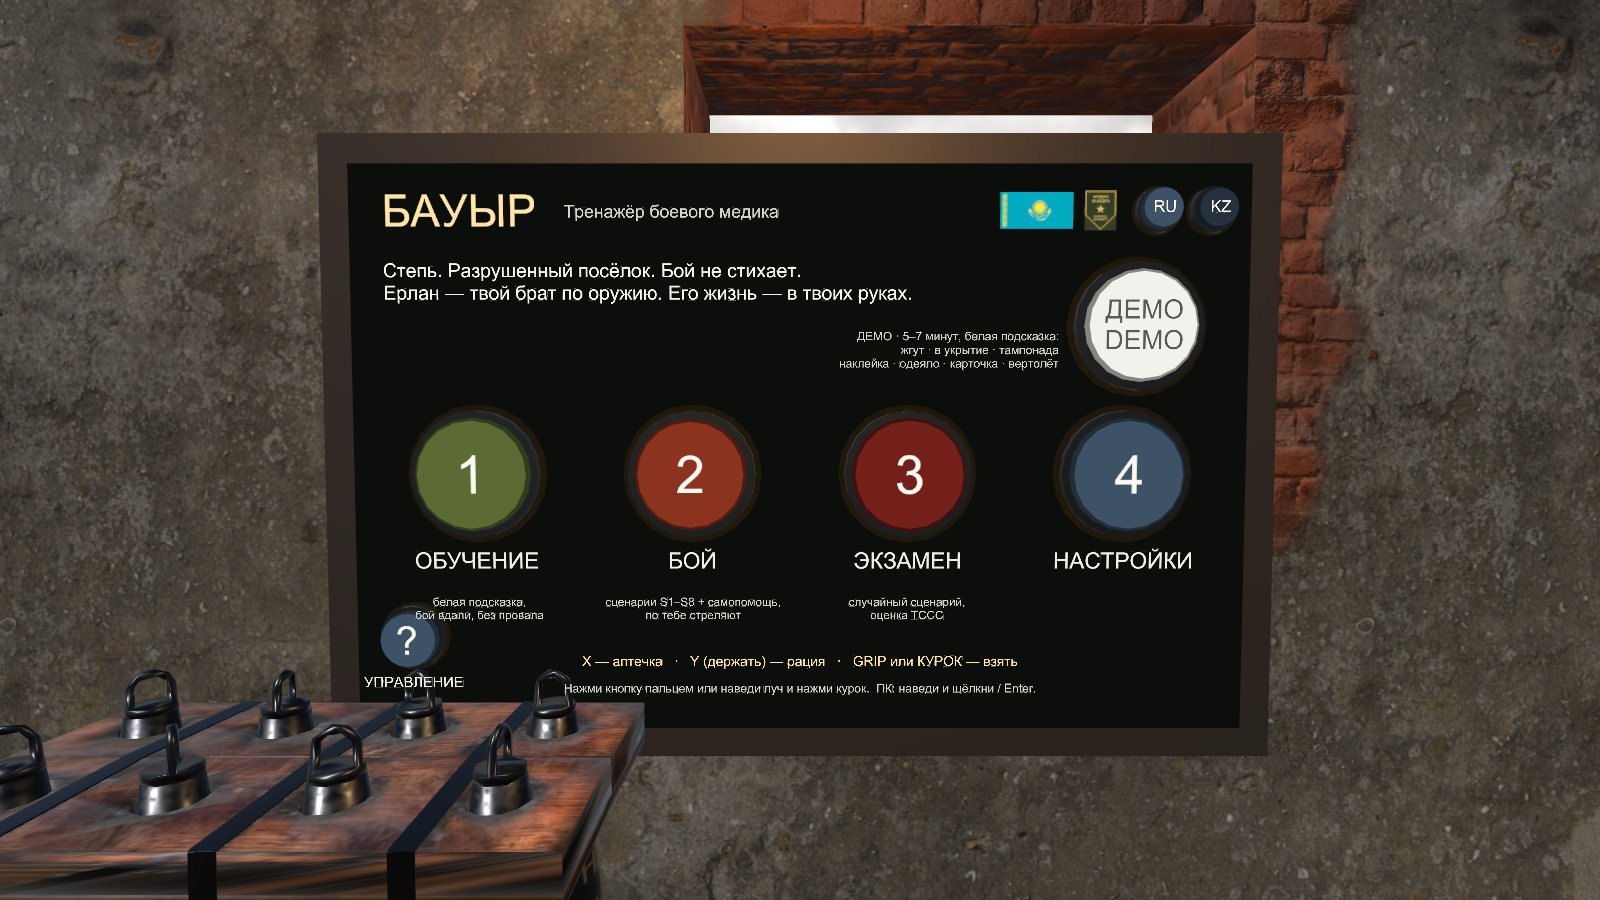 БАУЫР
Тренажёр боевого медика
RU
KZ
Степь. Разрушенный посёлок. Бой не стихает.
Ерлан — твой брат по оружию. Его жизнь — в твоих руках.
ДЕМО · 5–7 минут, белая подсказка:
жгут · в укрытие · тампонада
наклейка · одеяло · карточка · вертолёт
ДЕМО
DEMO
1
2
3
4
ОБУЧЕНИЕ
БОЙ
ЭКЗАМЕН
НАСТРОЙКИ
белая подсказка,
бой вдали, без провала
сценарии S1–S8 + самопомощь,
по тебе стреляют
случайный сценарий,
оценка ТССС
?
УПРАВЛЕНИЕ
X — аптечка · Y (держать) — рация · GRIP или КУРОК — взять
Нажми кнопку пальцем или наведи луч и нажми курок. ПК: наведи и щёлкни / Enter.